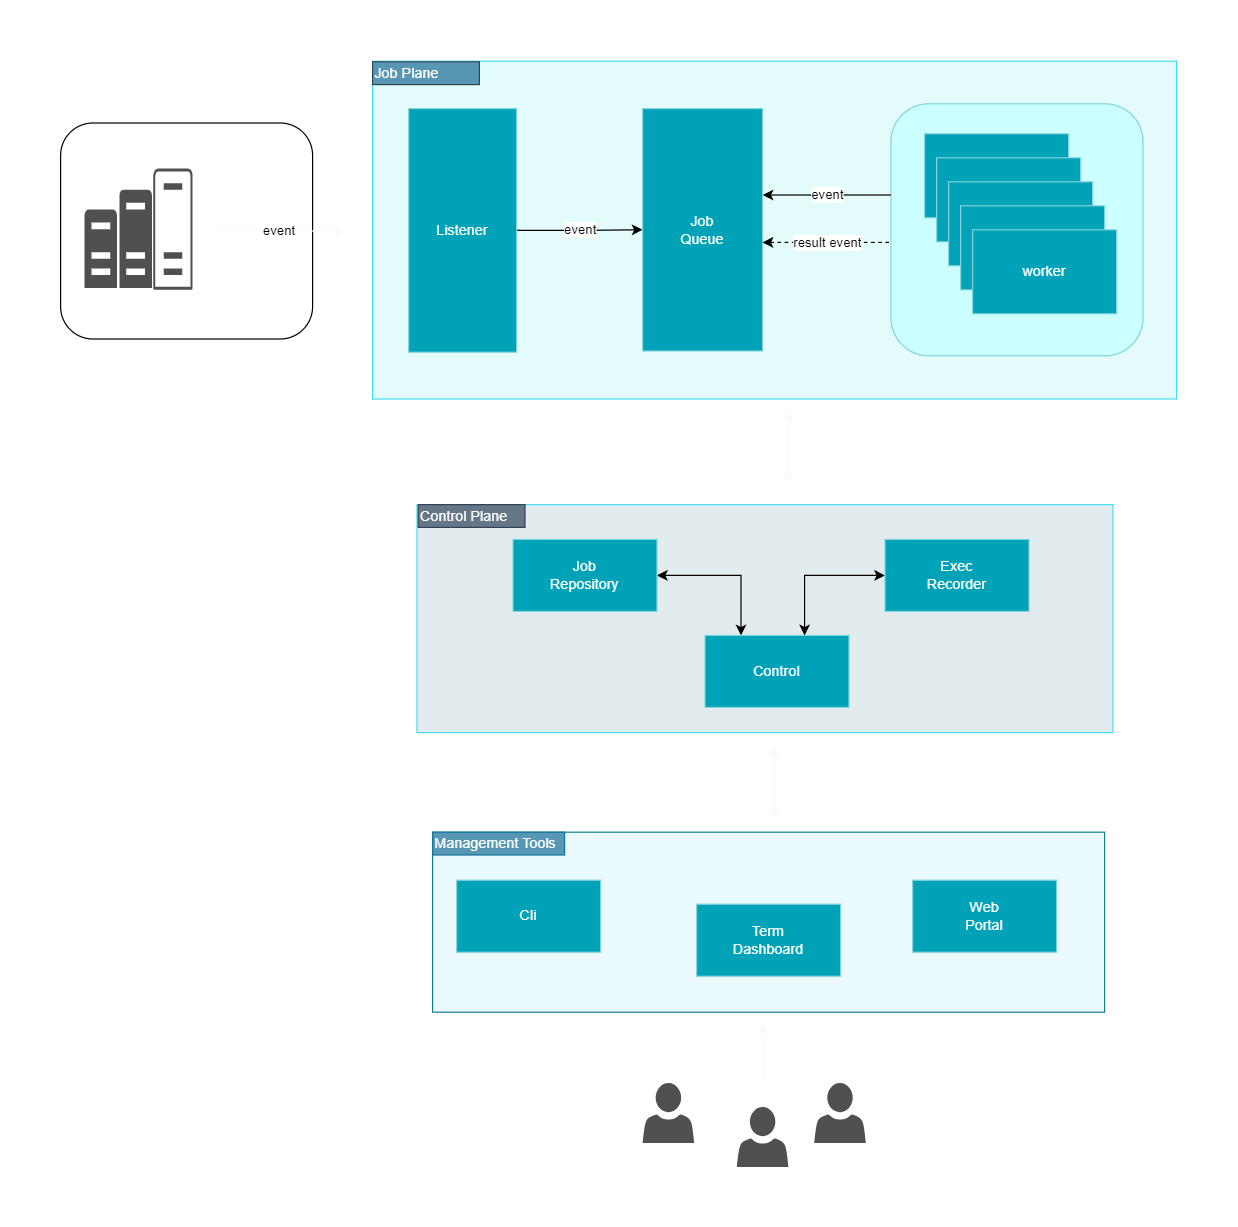 Job Plane
Listener
Job
Queue
event
event
event
result event
worker
Control Plane
Job
Repository
Exec
Recorder
Control
Management Tools
Cli
Term
Dashboard
Web
Portal